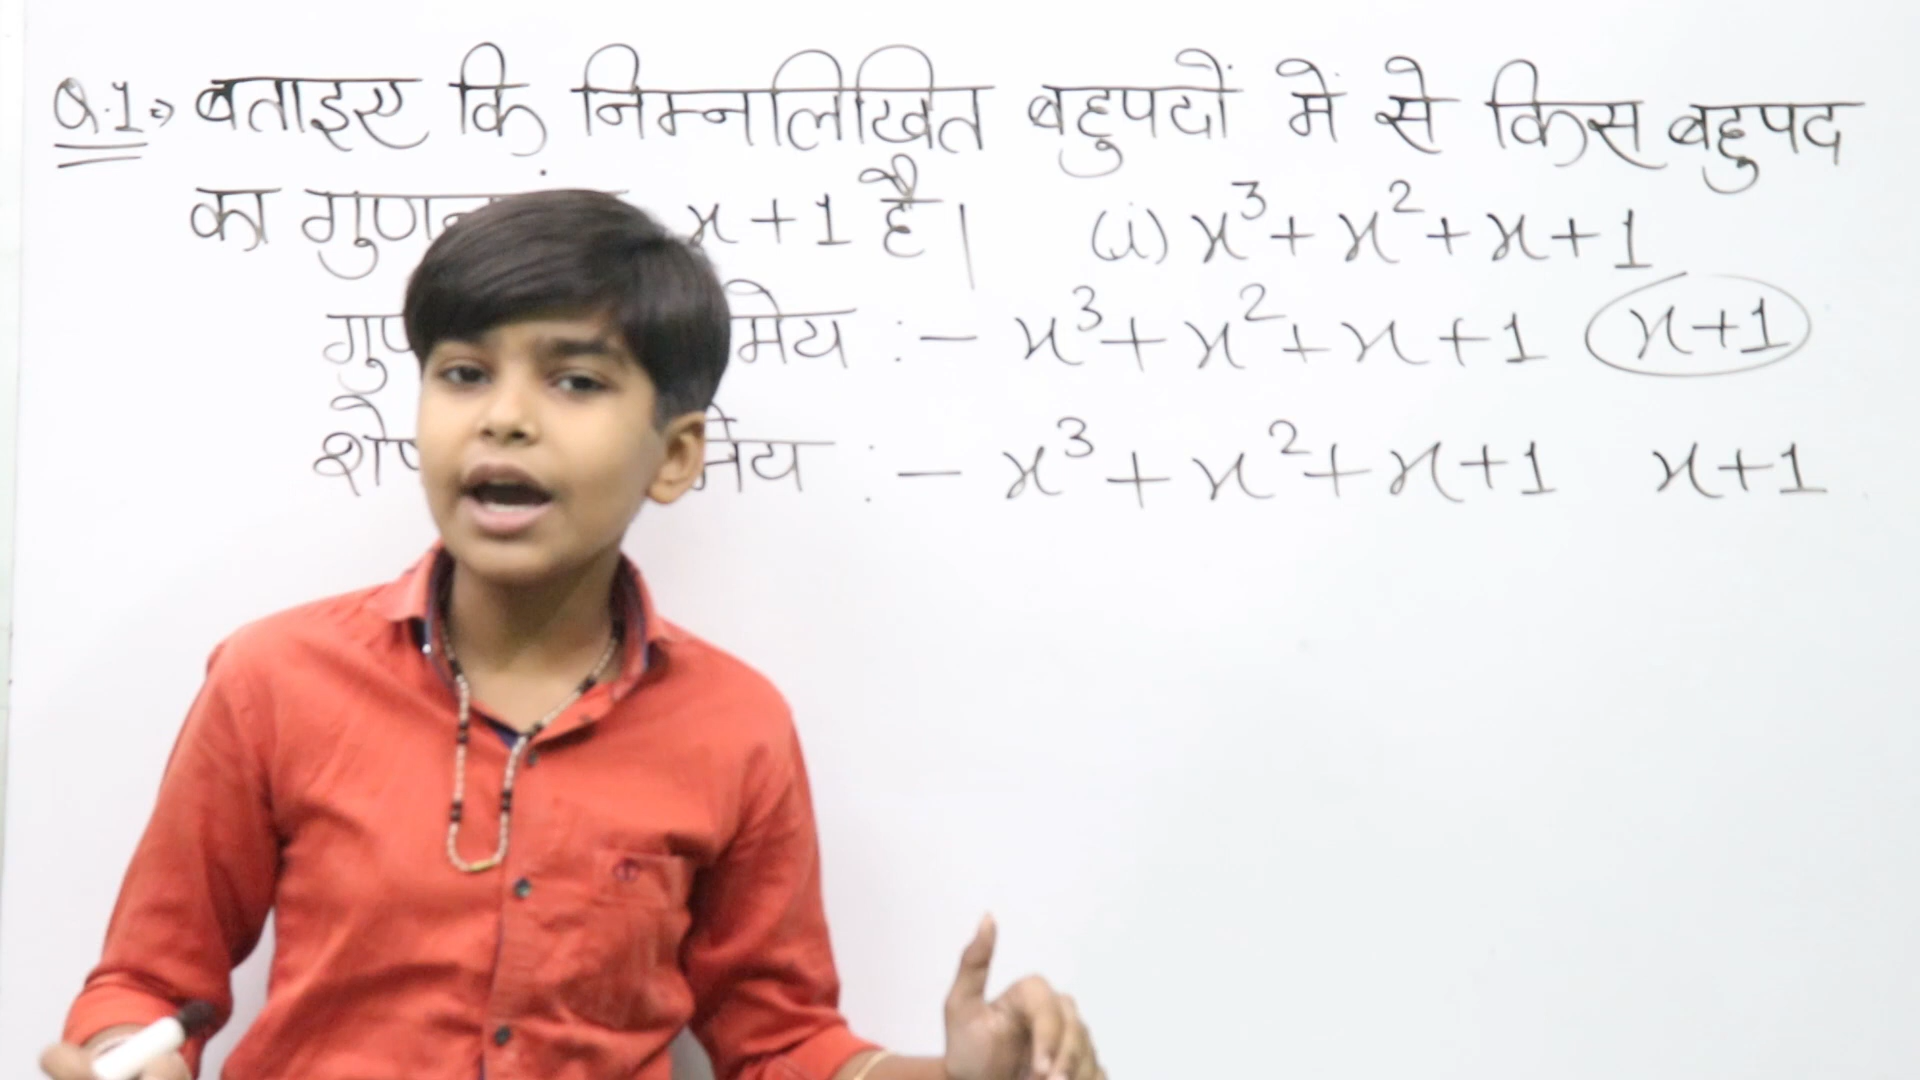 Q.1⇒ बताइए कि निम्नलिखित बहुपदों में से किस बहुपद
का x+1 है। (i) x³+x²+x+1
:- x³+x²+x+1 x+1
:- x³+x²+x+1 x+1